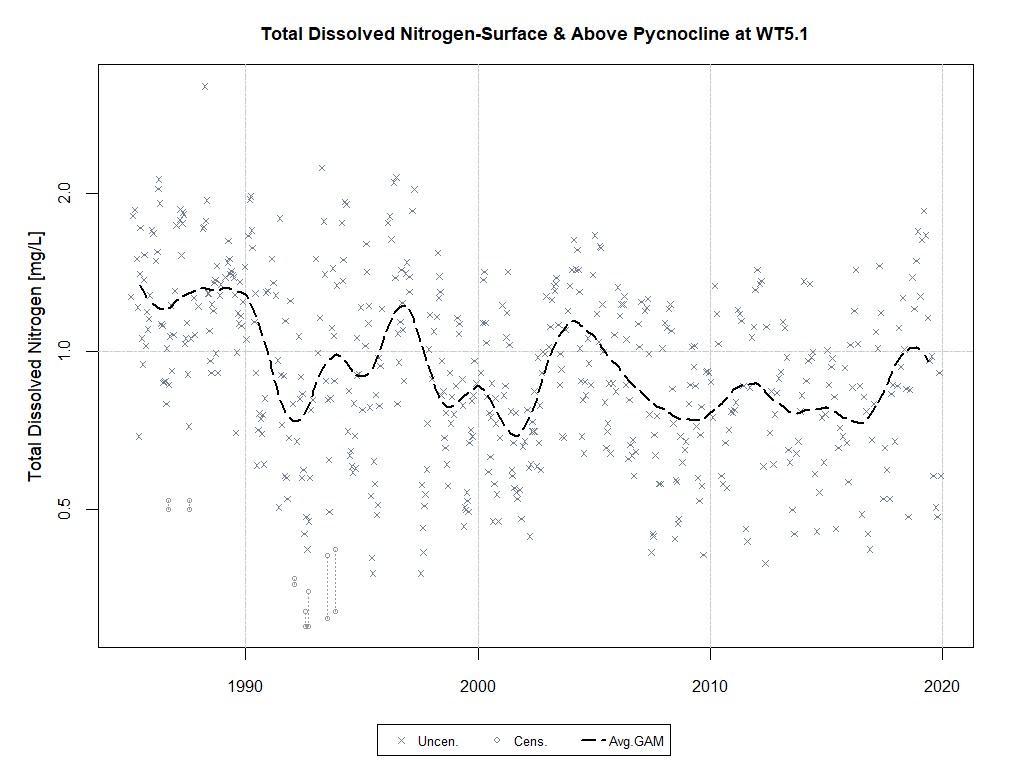 Total Dissolved Nitrogen-Surface & Above Pycnocline at WT5.1
Total Dissolved Nitrogen [mg/L]
2.0
1.0
0.5
1990
2000
2010
2020
Uncen.
Cens.
Avg.GAM